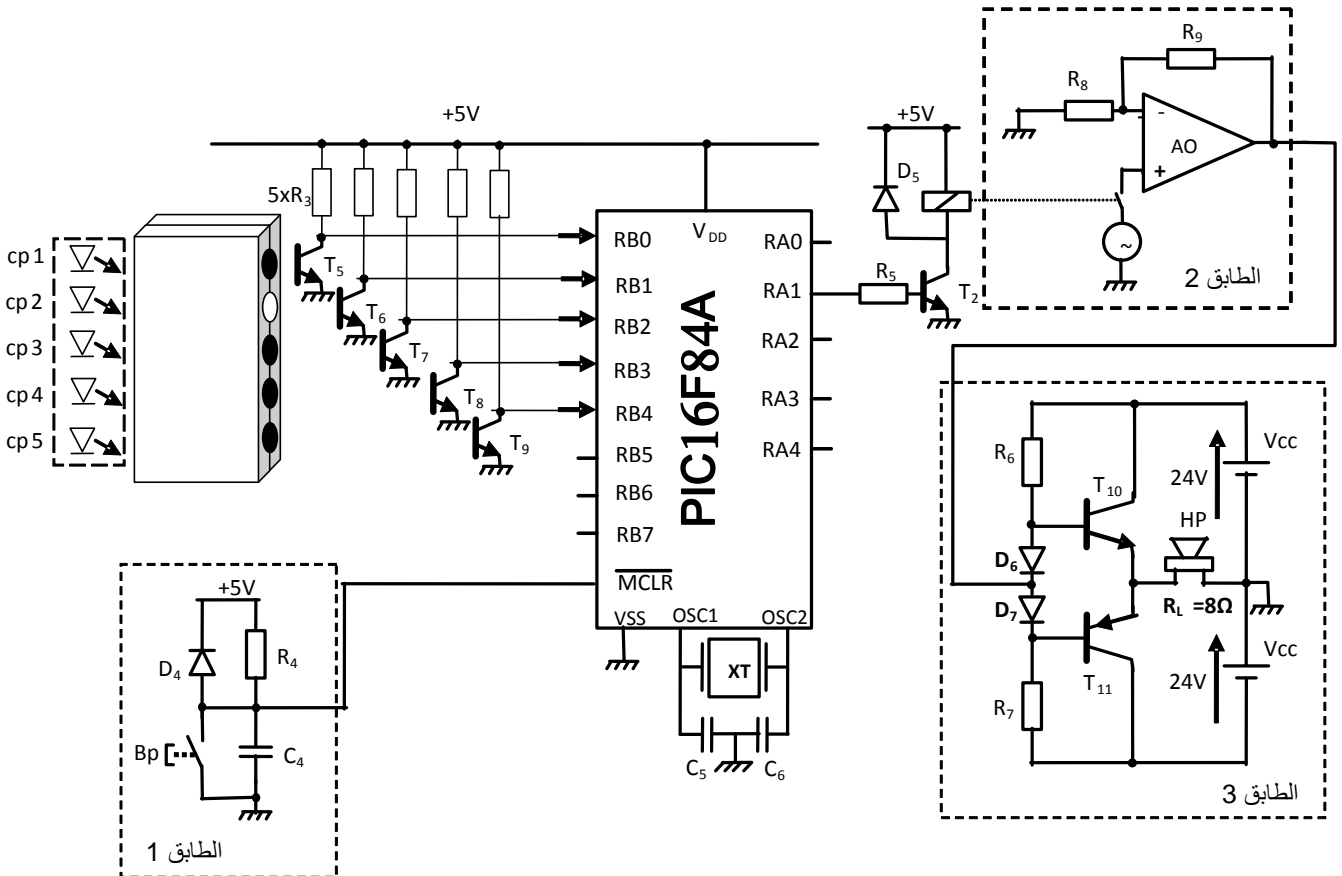 R₉
R₈
-
AO
+
~
الطابق 2
+5V
+5V
D₅
R₅
T₂
5xR₃
cp 1
cp 2
cp 3
cp 4
cp 5
T₅
T₆
T₇
T₈
T₉
V DD
RB0
RB1
RB2
RB3
RB4
RB5
RB6
RB7
PIC16F84A
RA0
RA1
RA2
RA3
RA4
MCLR
VSS
OSC1
OSC2
XT
C₅
C₆
+5V
D₄
R₄
Bp
C₄
الطابق 1
R₆
T₁₀
Vcc
24V
HP
D₆
D₇
R_L =8Ω
T₁₁
Vcc
24V
R₇
الطابق 3